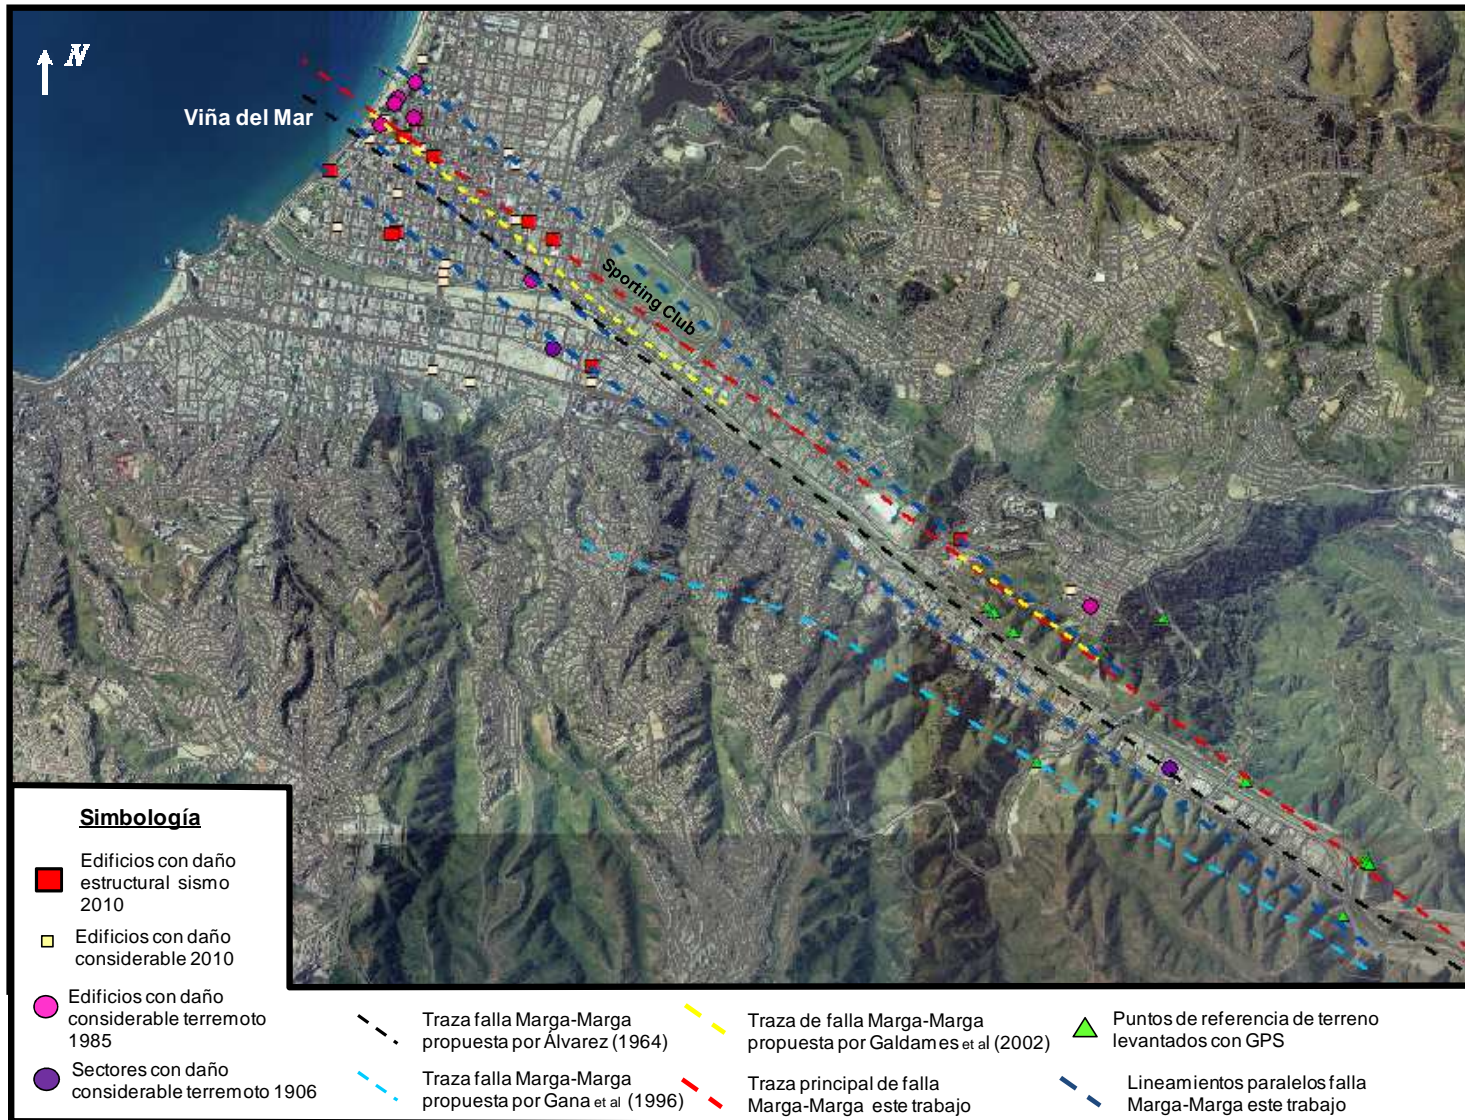 N
Viña del Mar
Sporting Club
Simbología
Edificios con daño
estructural sismo
2010
Edificios con daño
considerable 2010
Edificios con daño
considerable terremoto
1985
Sectores con daño
considerable terremoto 1906
Traza falla Marga-Marga
propuesta por Álvarez (1964)
Traza falla Marga-Marga
propuesta por Gana et al (1996)
Traza de falla Marga-Marga
propuesta por Galdames et al (2002)
Traza principal de falla
Marga-Marga este trabajo
Puntos de referencia de terreno
levantados con GPS
Lineamientos paralelos falla
Marga-Marga este trabajo